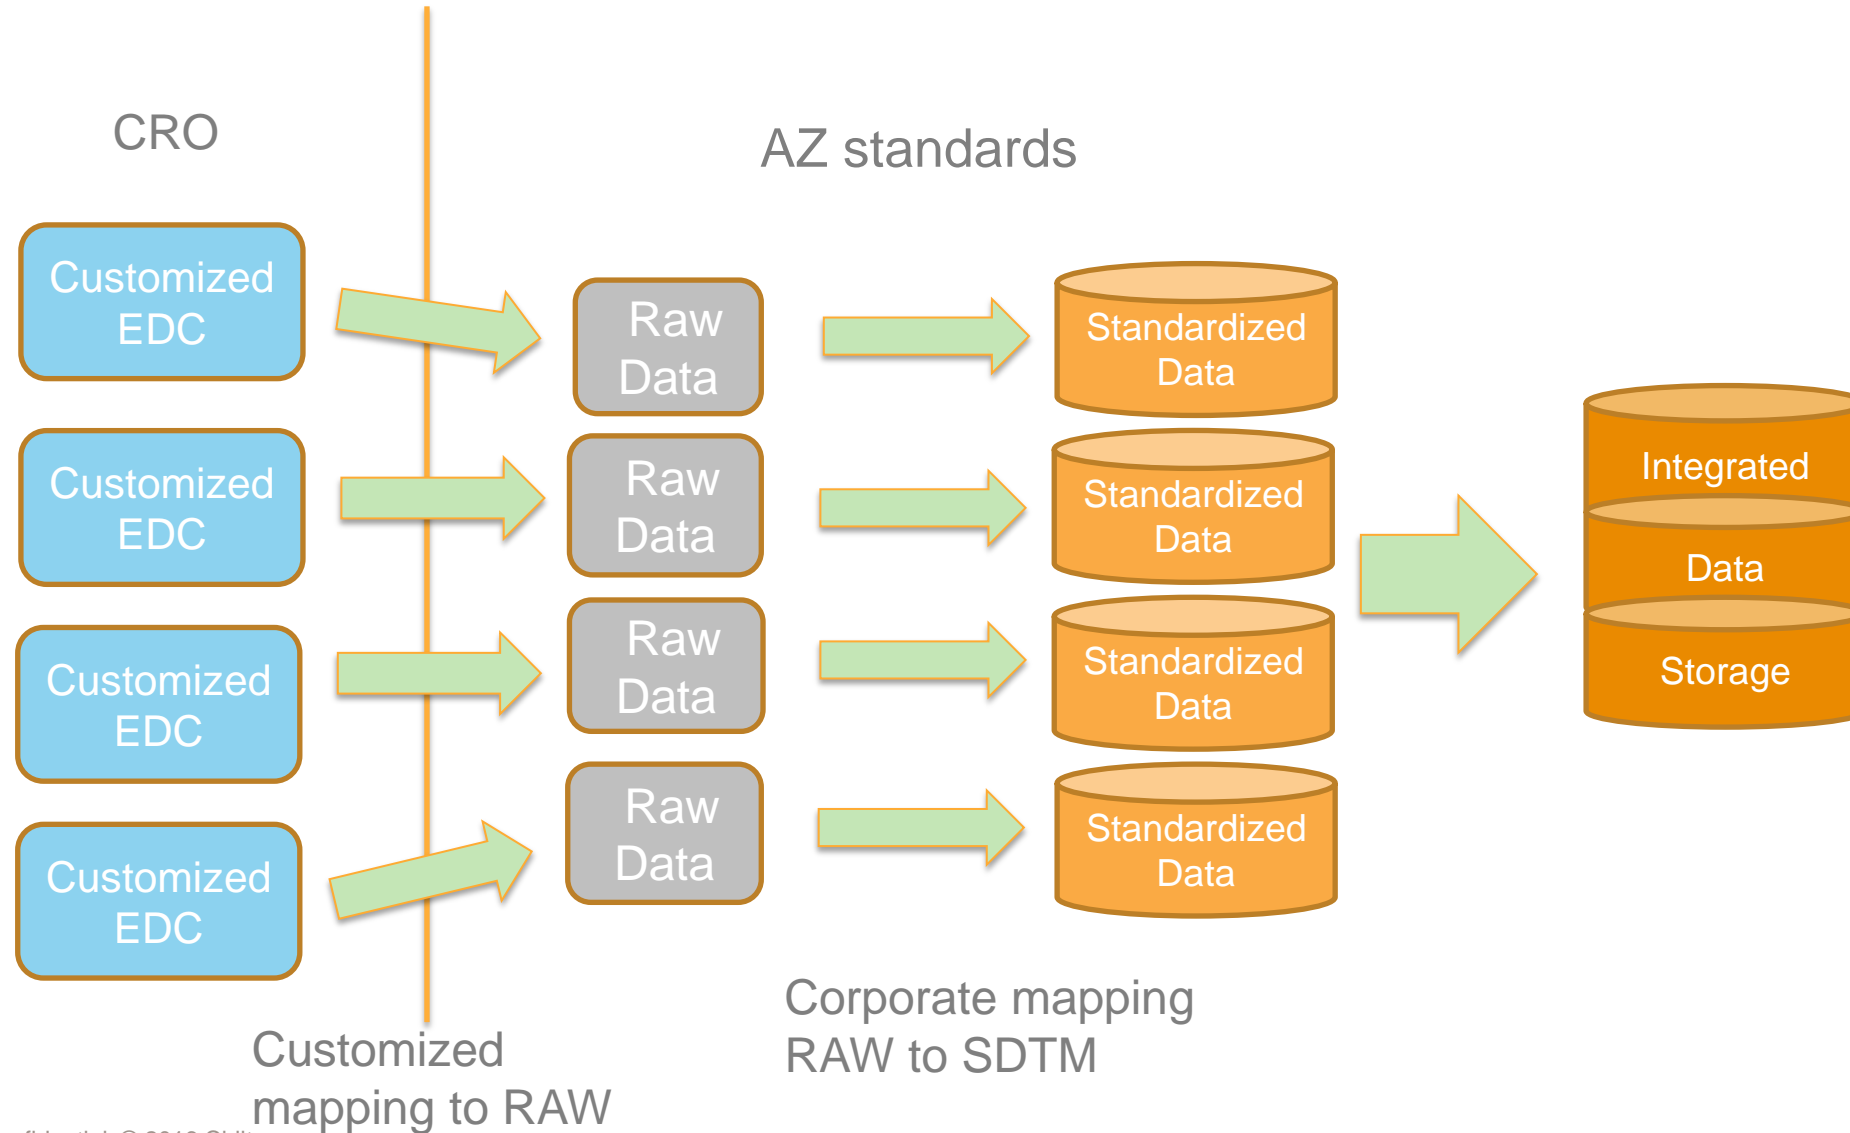 CRO
AZ standards
Customized
EDC
Raw
Data
Standardized
Data
Customized
EDC
Raw
Data
Standardized
Data
Customized
EDC
Raw
Data
Standardized
Data
Customized
EDC
Raw
Data
Standardized
Data
Integrated
Data
Storage
Customized
mapping to RAW
Corporate mapping
RAW to SDTM